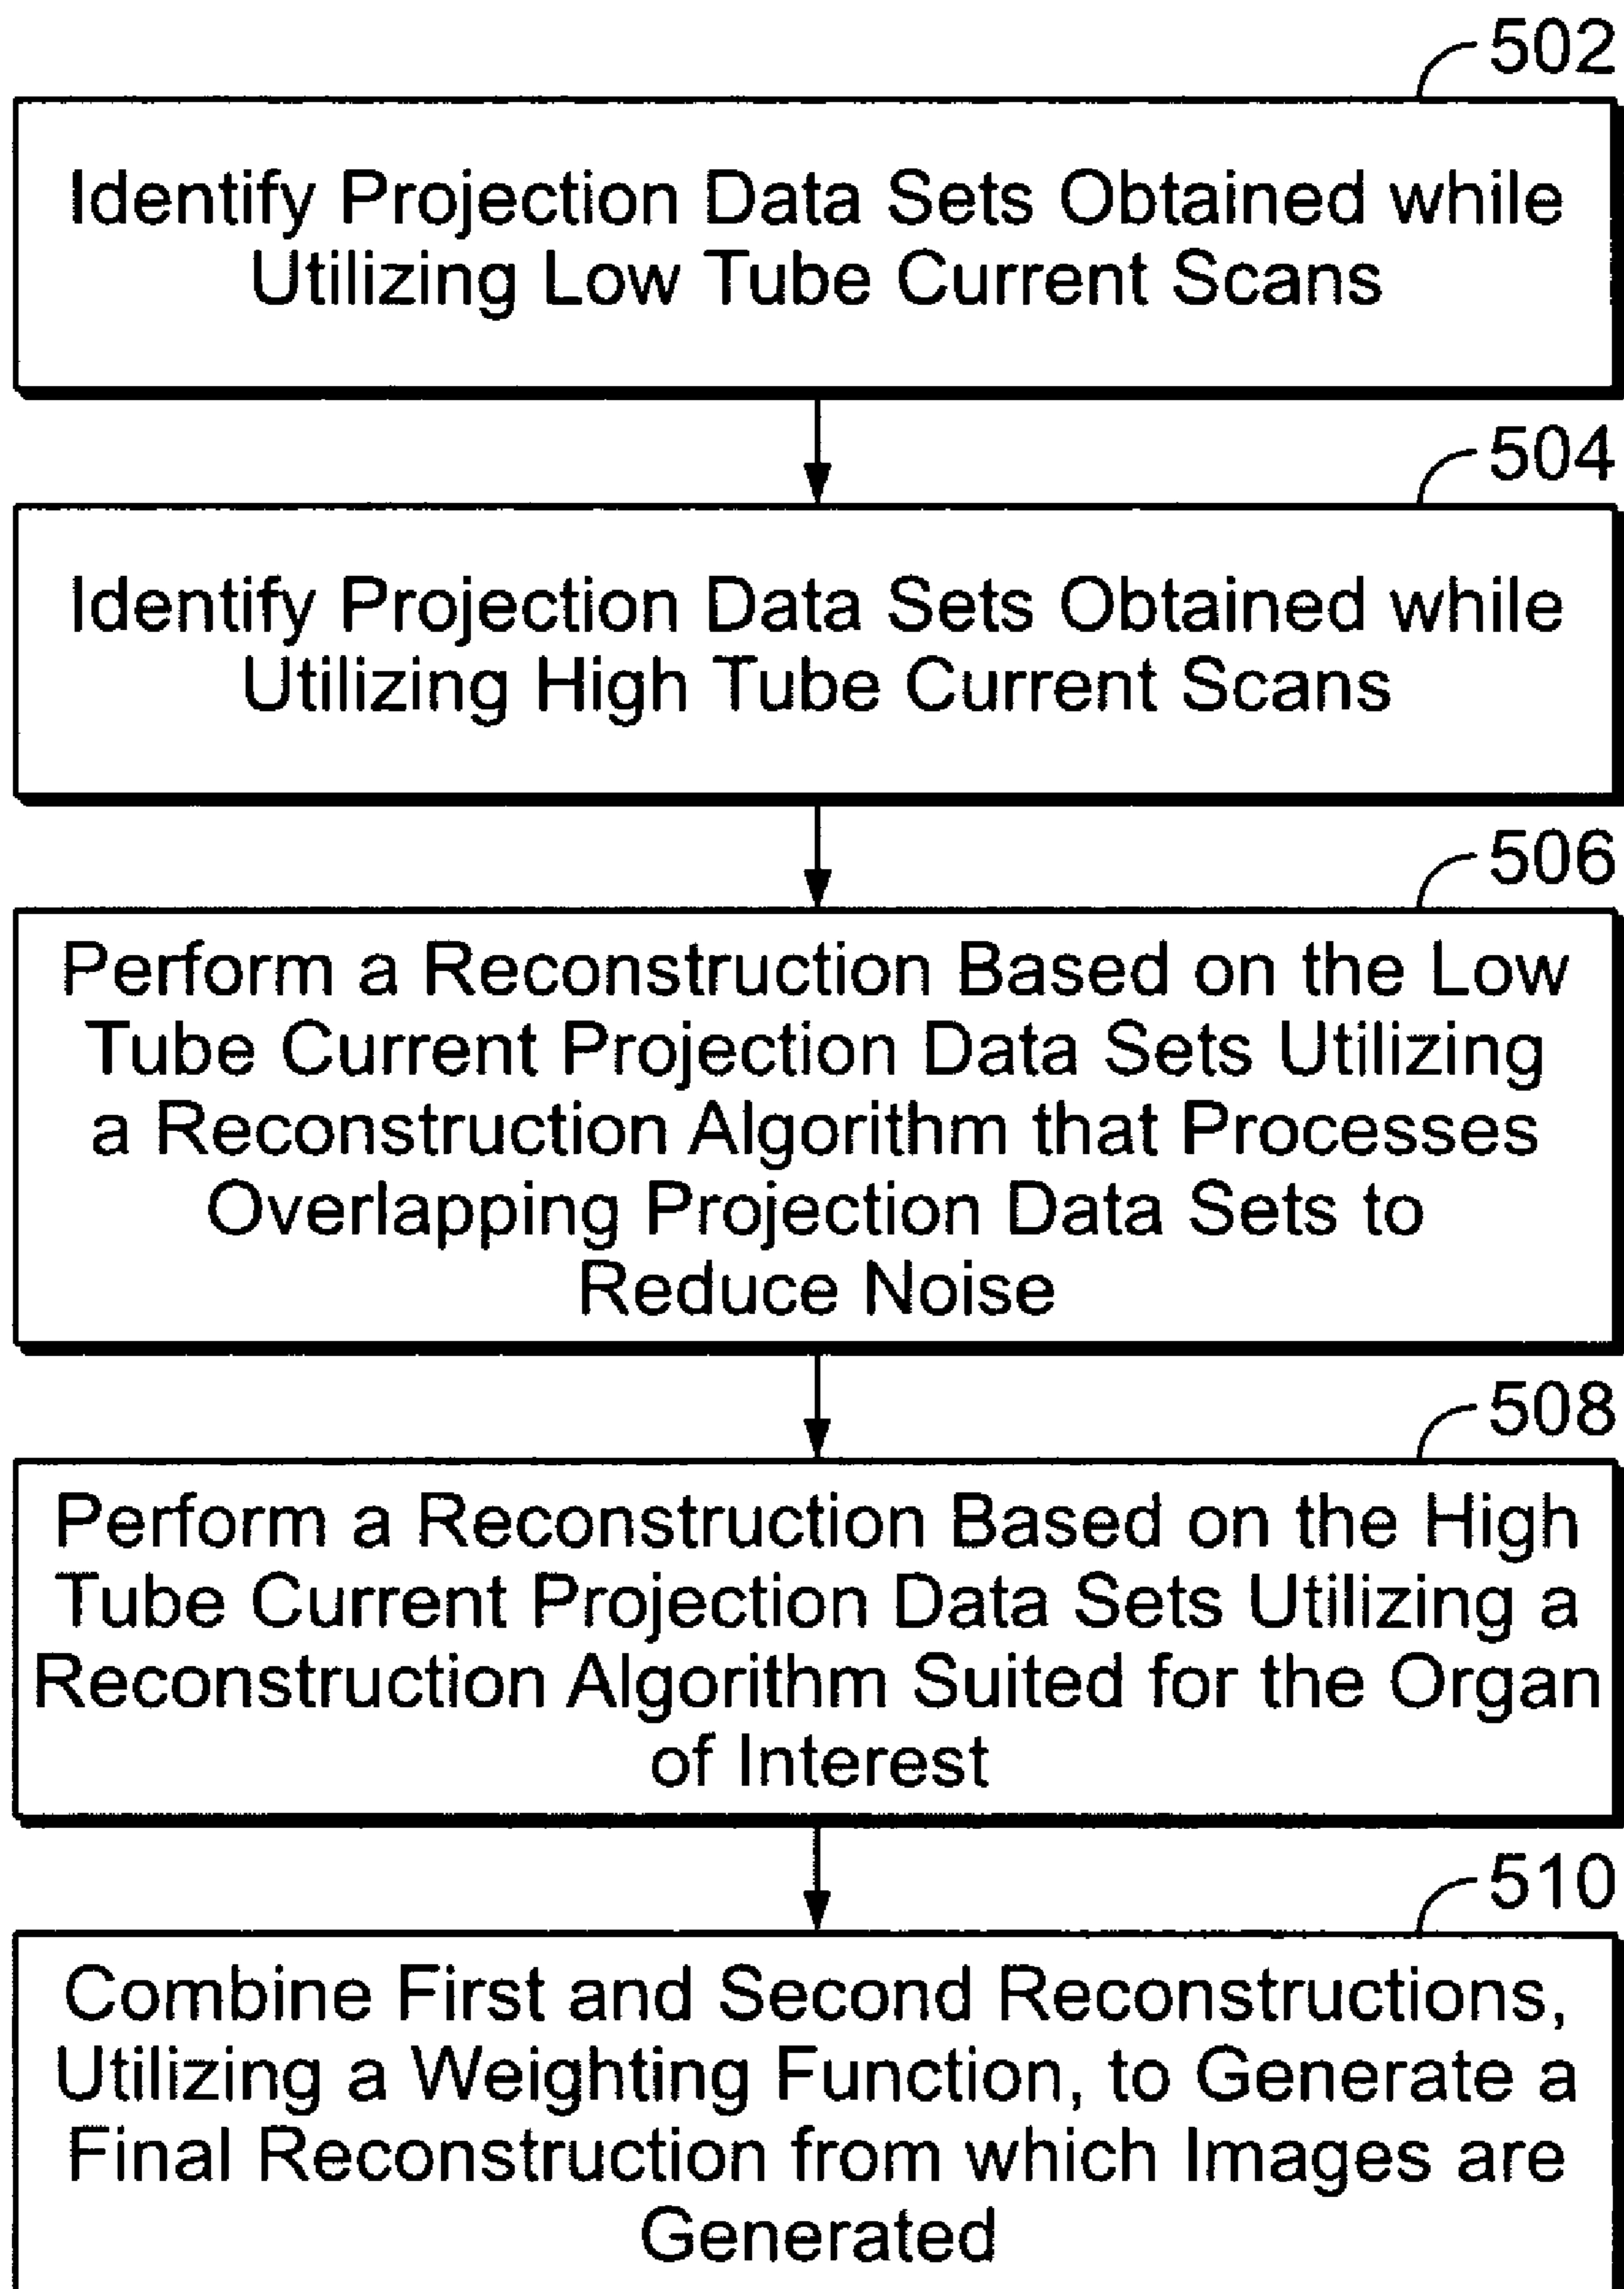 502
Identify Projection Data Sets Obtained while
Utilizing Low Tube Current Scans
504
Identify Projection Data Sets Obtained while
Utilizing High Tube Current Scans
506
Perform a Reconstruction Based on the Low
Tube Current Projection Data Sets Utilizing
a Reconstruction Algorithm that Processes
Overlapping Projection Data Sets to
Reduce Noise
508
Perform a Reconstruction Based on the High
Tube Current Projection Data Sets Utilizing a
Reconstruction Algorithm Suited for the Organ
of Interest
510
Combine First and Second Reconstructions,
Utilizing a Weighting Function, to Generate a
Final Reconstruction from which Images are
Generated